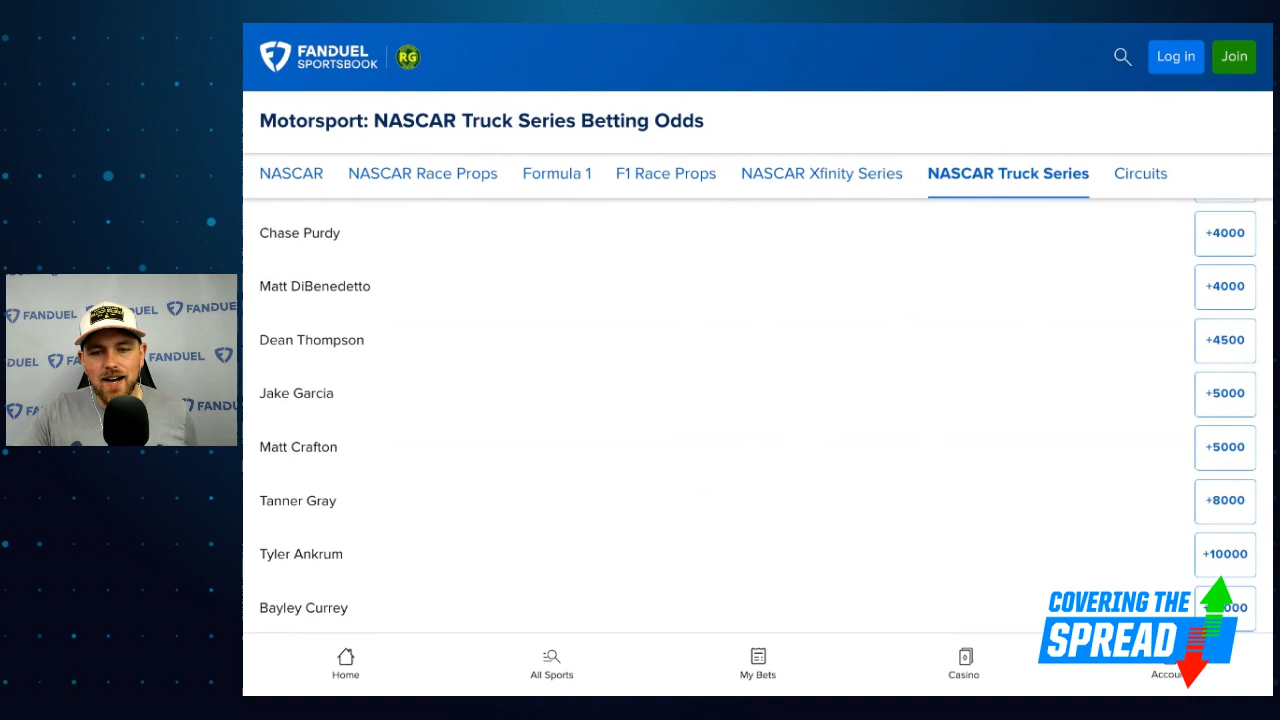 FANDUEL
SPORTSBOOK
RG
Log in
Join
Motorsport: NASCAR Truck Series Betting Odds
NASCAR NASCAR Race Props Formula 1 F1 Race Props NASCAR Xfinity Series NASCAR Truck Series Circuits
Chase Purdy +4000
Matt DiBenedetto +4000
Dean Thompson +4500
Jake Garcia +5000
Matt Crafton +5000
Tanner Gray +8000
Tyler Ankrum +10000
Bayley Currey
COVERING THE
SPREAD
Home All Sports My Bets Casino
FANDUEL
FANDUEL